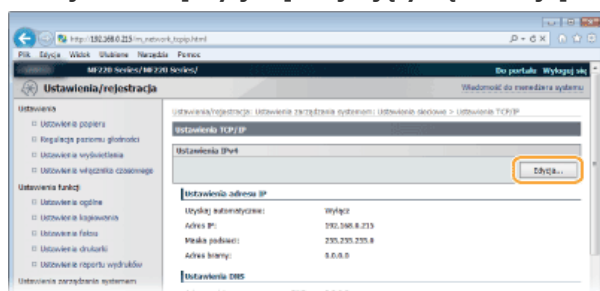 http://192.168.0.215/m_network_tcpip.html
Plik Edycja Widok Ulubione Narzędzia Pomoc
MF220 Series/MF220 Series/
Do portalu Wyloguj się
Ustawienia/rejestracja
Wiadomość do menedżera systemu
Ustawienia
Ustawienia papieru
Regulacja poziomu głośności
Ustawienia wyświetlenia
Ustawienia włącznika czasowego
Ustawienia funkcji
Ustawienia ogólne
Ustawienia kopiowania
Ustawienia faksu
Ustawienia drukarki
Ustawienia raportu wydruków
Ustawienia zarządzania systemem
Ustawienia/rejestracja: Ustawienia zarządzania systemem: Ustawienia sieciowe > Ustawienia TCP/IP
Ustawienia TCP/IP
Ustawienia IPv4
Edycja...
Ustawienia adresu IP
Uzyskaj automatycznie: Wyłącz
Adres IP: 192.168.0.215
Maska podsieci: 255.255.255.0
Adres bramy: 0.0.0.0
Ustawienia DNS